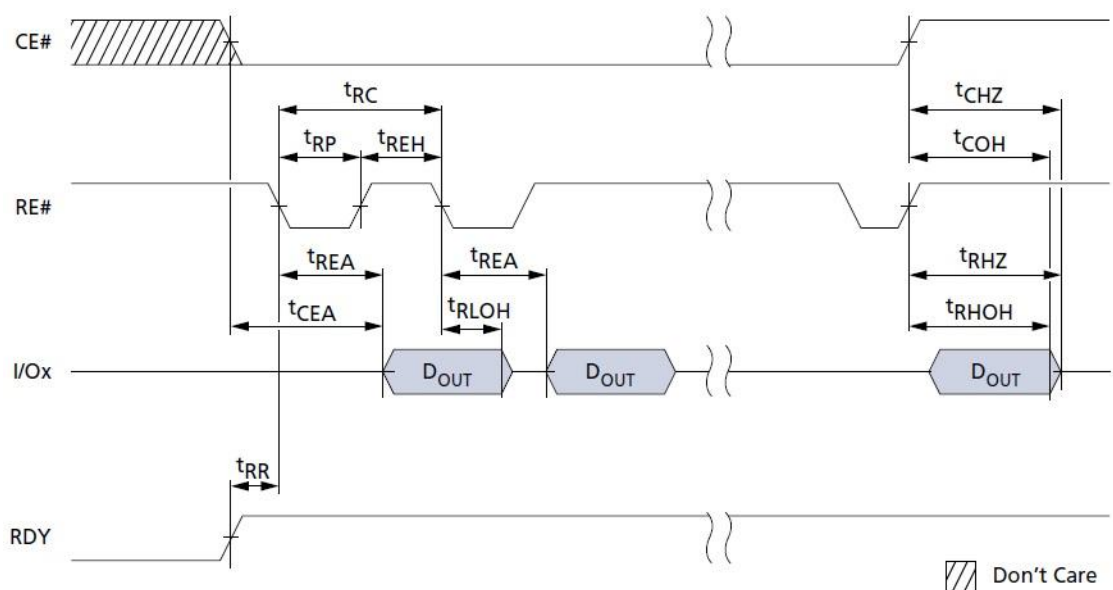 CE#
tRC
tCHZ
tRP
tREH
tCOH
RE#
tREA
tREA
tRHZ
tCEA
tRLOH
tRHOH
I/Ox
DOUT
DOUT
DOUT
tRR
RDY
Don't Care